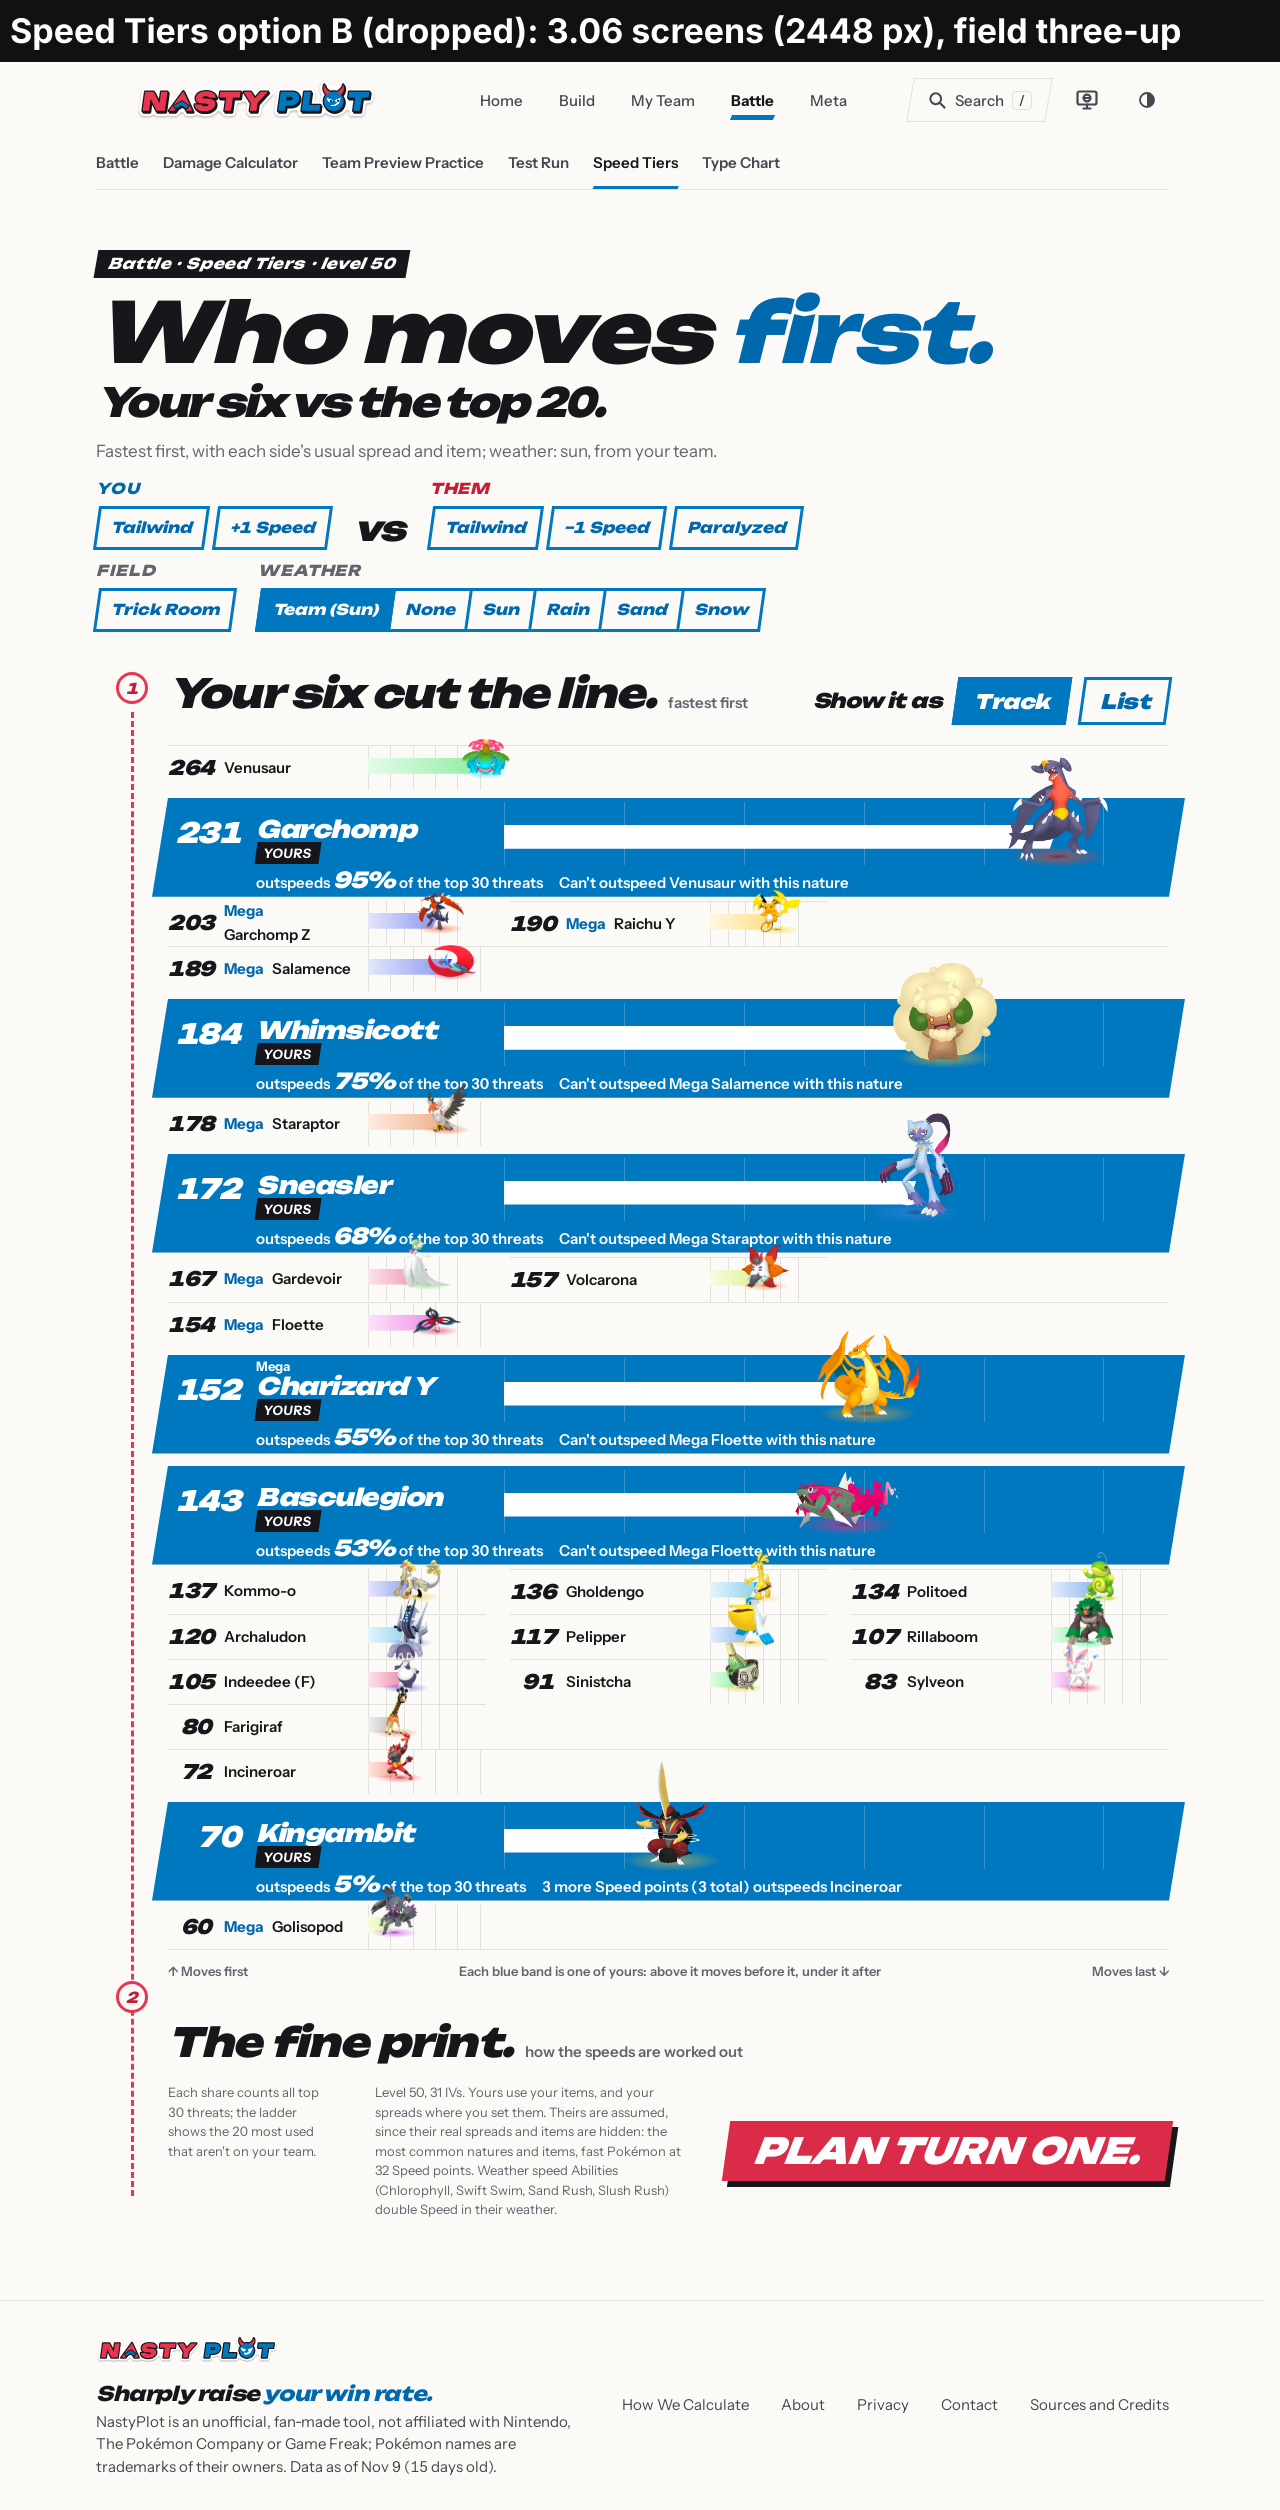 Speed Tiers option B (dropped): 3.06 screens (2448 px), field three-up
NASTY PLOT
Home Build My Team Battle Meta Search /
Battle Damage Calculator Team Preview Practice Test Run Speed Tiers Type Chart
Battle · Speed Tiers · level 50
Who moves first.
Your six vs the top 20.
Fastest first, with each side's usual spread and item; weather: sun, from your team.
YOU THEM
Tailwind +1 Speed vs Tailwind −1 Speed Paralyzed
FIELD WEATHER
Trick Room Team (Sun) None Sun Rain Sand Snow
1 Your six cut the line. fastest first Show it as Track List
264 Venusaur
231 Garchomp
YOURS
outspeeds 95% of the top 30 threats Can't outspeed Venusaur with this nature
203 Mega Garchomp Z 190 Mega Raichu Y
189 Mega Salamence
184 Whimsicott
YOURS
outspeeds 75% of the top 30 threats Can't outspeed Mega Salamence with this nature
178 Mega Staraptor
172 Sneasler
YOURS
outspeeds 68% of the top 30 threats Can't outspeed Mega Staraptor with this nature
167 Mega Gardevoir 157 Volcarona
154 Mega Floette
Mega
152 Charizard Y
YOURS
outspeeds 55% of the top 30 threats Can't outspeed Mega Floette with this nature
143 Basculegion
YOURS
outspeeds 53% of the top 30 threats Can't outspeed Mega Floette with this nature
137 Kommo-o 136 Gholdengo 134 Politoed
120 Archaludon 117 Pelipper 107 Rillaboom
105 Indeedee (F) 91 Sinistcha 83 Sylveon
80 Farigiraf
72 Incineroar
70 Kingambit
YOURS
outspeeds 5% of the top 30 threats 3 more Speed points (3 total) outspeeds Incineroar
60 Mega Golisopod
↑ Moves first Each blue band is one of yours: above it moves before it, under it after Moves last ↓
2 The fine print. how the speeds are worked out
Each share counts all top
30 threats; the ladder
shows the 20 most used
that aren't on your team.
Level 50, 31 IVs. Yours use your items, and your
spreads where you set them. Theirs are assumed,
since their real spreads and items are hidden: the
most common natures and items, fast Pokémon at
32 Speed points. Weather speed Abilities
(Chlorophyll, Swift Swim, Sand Rush, Slush Rush)
double Speed in their weather.
PLAN TURN ONE.
NASTY PLOT
Sharply raise your win rate.
NastyPlot is an unofficial, fan-made tool, not affiliated with Nintendo,
The Pokémon Company or Game Freak; Pokémon names are
trademarks of their owners. Data as of Nov 9 (15 days old).
How We Calculate About Privacy Contact Sources and Credits